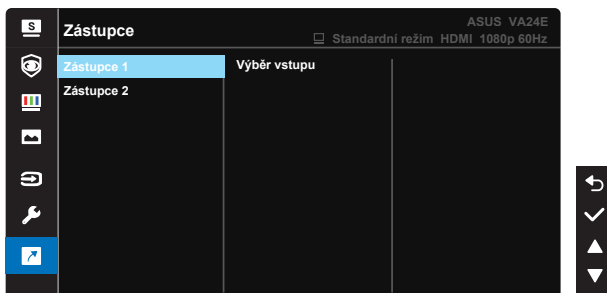 S
Zástupce
ASUS VA24E
Standardní režim HDMI 1080p 60Hz
Zástupce 1
Výběr vstupu
Zástupce 2